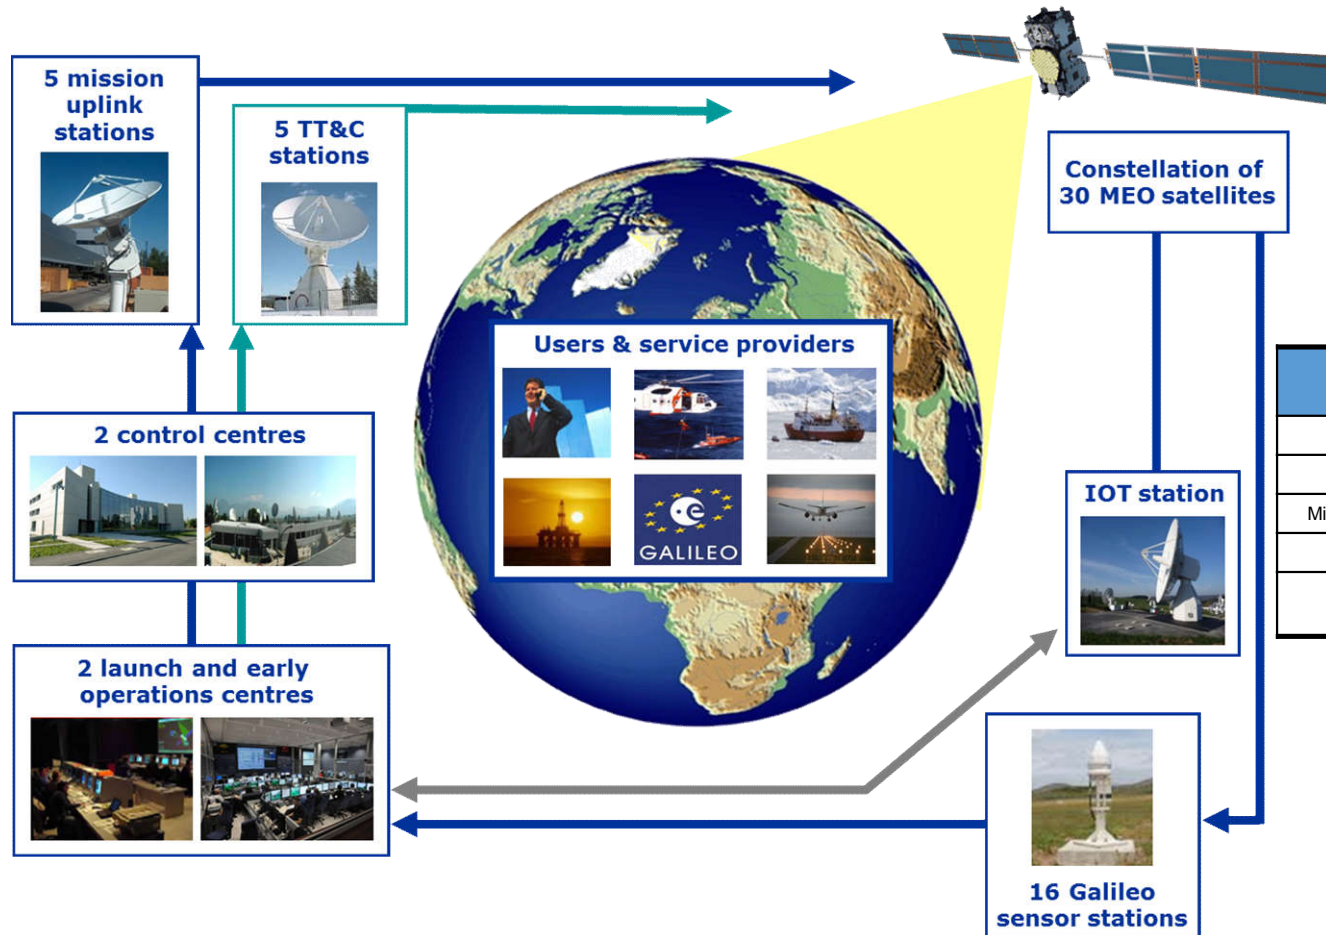 5 mission
uplink
stations
5 TT&C
stations
Constellation of
30 MEO satellites
Users & service providers
GALILEO
2 control centres
IOT station
Mi
2 launch and early
operations centres
16 Galileo
sensor stations